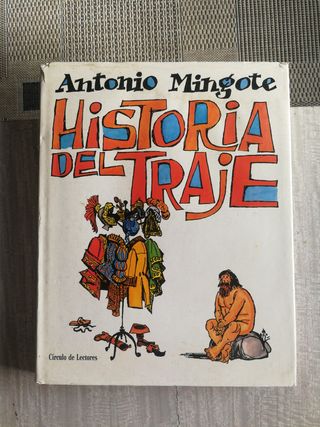 Antonio Mingote
HISTORIA
DEL TRAJE
Círculo de Lectores